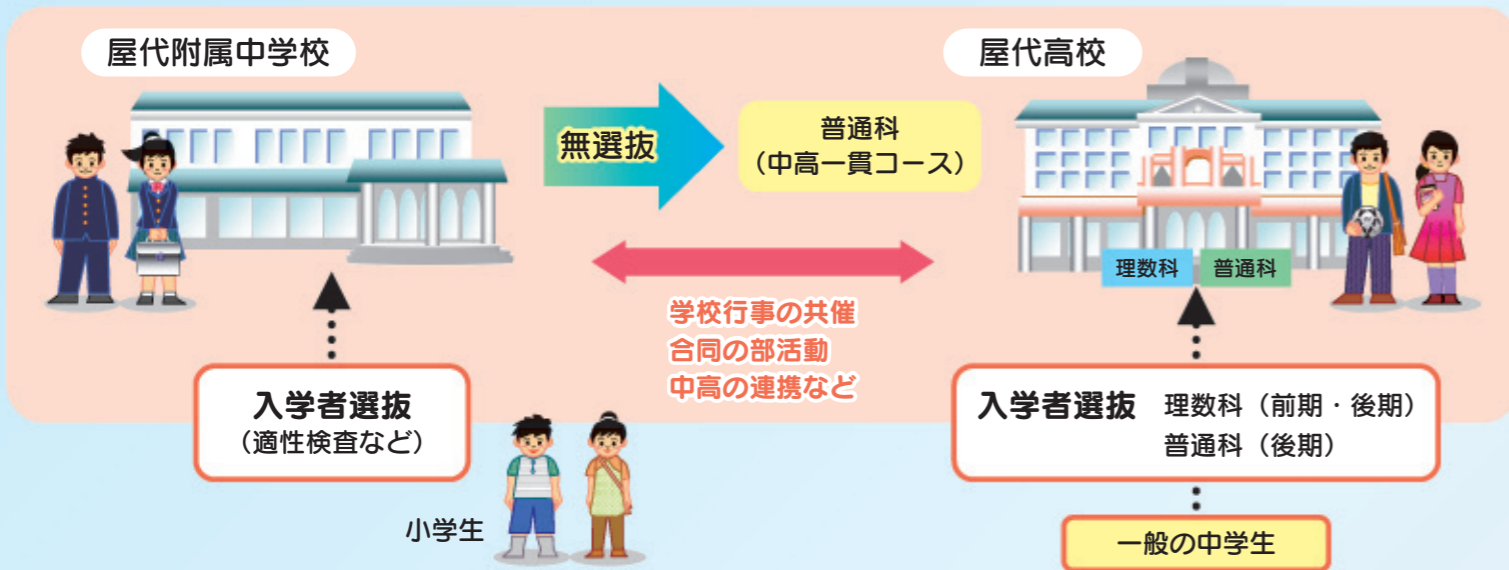 屋代附属中学校
屋代高校
無選抜
普通科
（中高一貫コース）
理数科
普通科
学校行事の共催
合同の部活動
中高の連携など
入学者選抜
（適性検査など）
入学者選抜 理数科（前期・後期）
普通科（後期）
小学生
一般の中学生